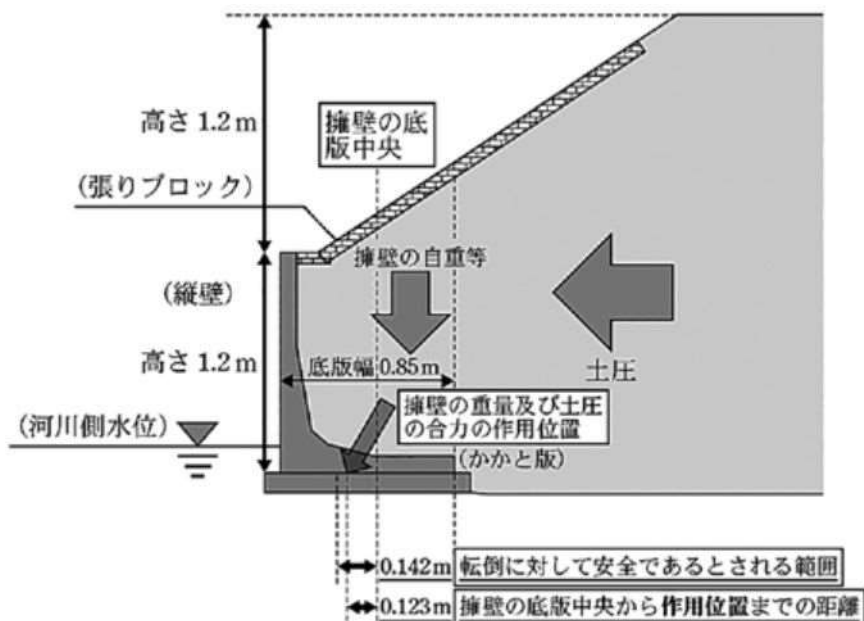 高さ1.2m
擁壁の底
版中央
(張りブロック)
擁壁の自重等
(縦壁)
高さ1.2m
底版幅0.85m
土圧
擁壁の重量及び土圧
の合力の作用位置
(河川側水位)
(かかと版)
0.142m 転倒に対して安全であるとされる範囲
0.123m 擁壁の底版中央から作用位置までの距離